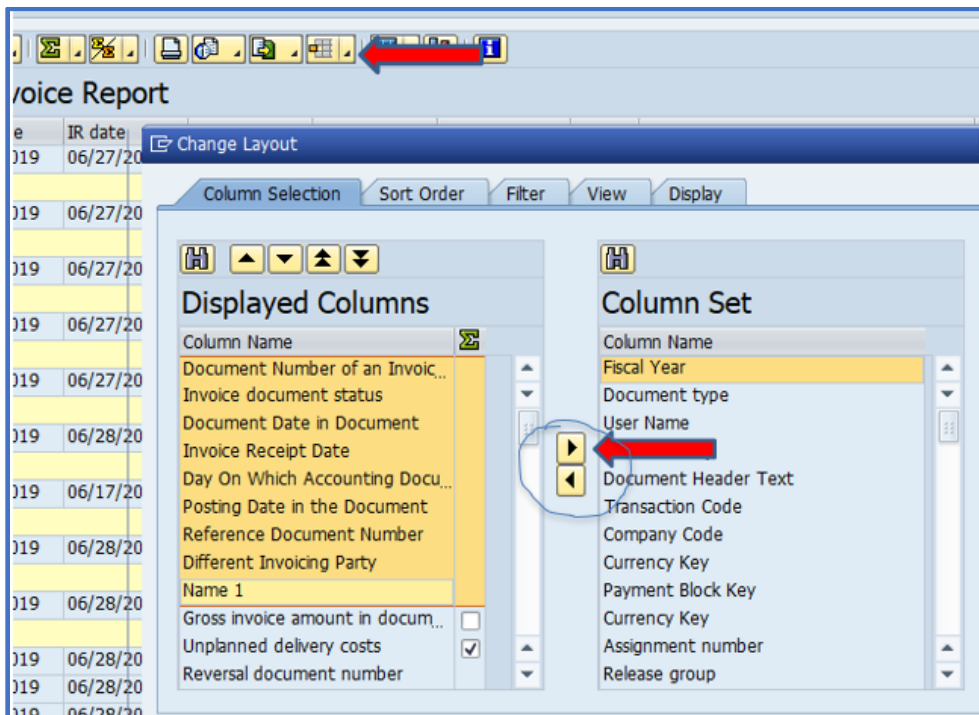 voice Report
e IR date
019 06/27/20
019 06/27/20
019 06/27/20
019 06/27/20
019 06/27/20
019 06/28/20
019 06/17/20
019 06/28/20
019 06/28/20
019 06/28/20
019 06/28/20
019 06/28/20
Change Layout
Column Selection Sort Order Filter View Display
Displayed Columns
Column Name
Document Number of an Invoic...
Invoice document status
Document Date in Document
Invoice Receipt Date
Day On Which Accounting Docu...
Posting Date in the Document
Reference Document Number
Different Invoicing Party
Name 1
Gross invoice amount in docum...
Unplanned delivery costs
Reversal document number
Column Set
Column Name
Fiscal Year
Document type
User Name
Document Header Text
Transaction Code
Company Code
Currency Key
Payment Block Key
Currency Key
Assignment number
Release group